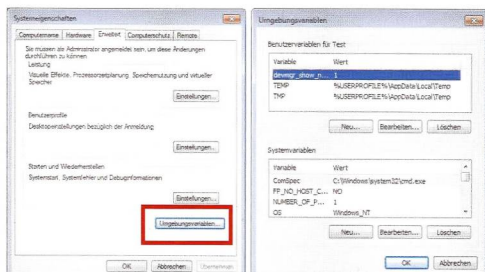 Systemeigenschaften
Computername Hardware Erweitert Computerschutz Remote
Sie müssen als Administrator angemeldet sein, um diese Änderungen
durchführen zu können.
Leistung
Visuelle Effekte, Prozessorzeitplanung, Speichernutzung und virtueller
Speicher
Einstellungen...
Benutzerprofile
Desktopeinstellungen bezüglich der Anmeldung
Einstellungen...
Starten und Wiederherstellen
Systemstart, Systemfehler und Debuginformationen
Einstellungen...
Umgebungsvariablen...
OK Abbrechen Übernehmen
Umgebungsvariablen
Benutzervariablen für Test
Variable Wert
devmgr_show_n... 1
TEMP %USERPROFILE%\AppData\Local\Temp
TMP %USERPROFILE%\AppData\Local\Temp
Neu... Bearbeiten... Löschen
Systemvariablen
Variable Wert
ComSpec C:\Windows\system32\cmd.exe
FP_NO_HOST_C... NO
NUMBER_OF_P... 1
OS Windows_NT
Neu... Bearbeiten... Löschen
OK Abbrechen